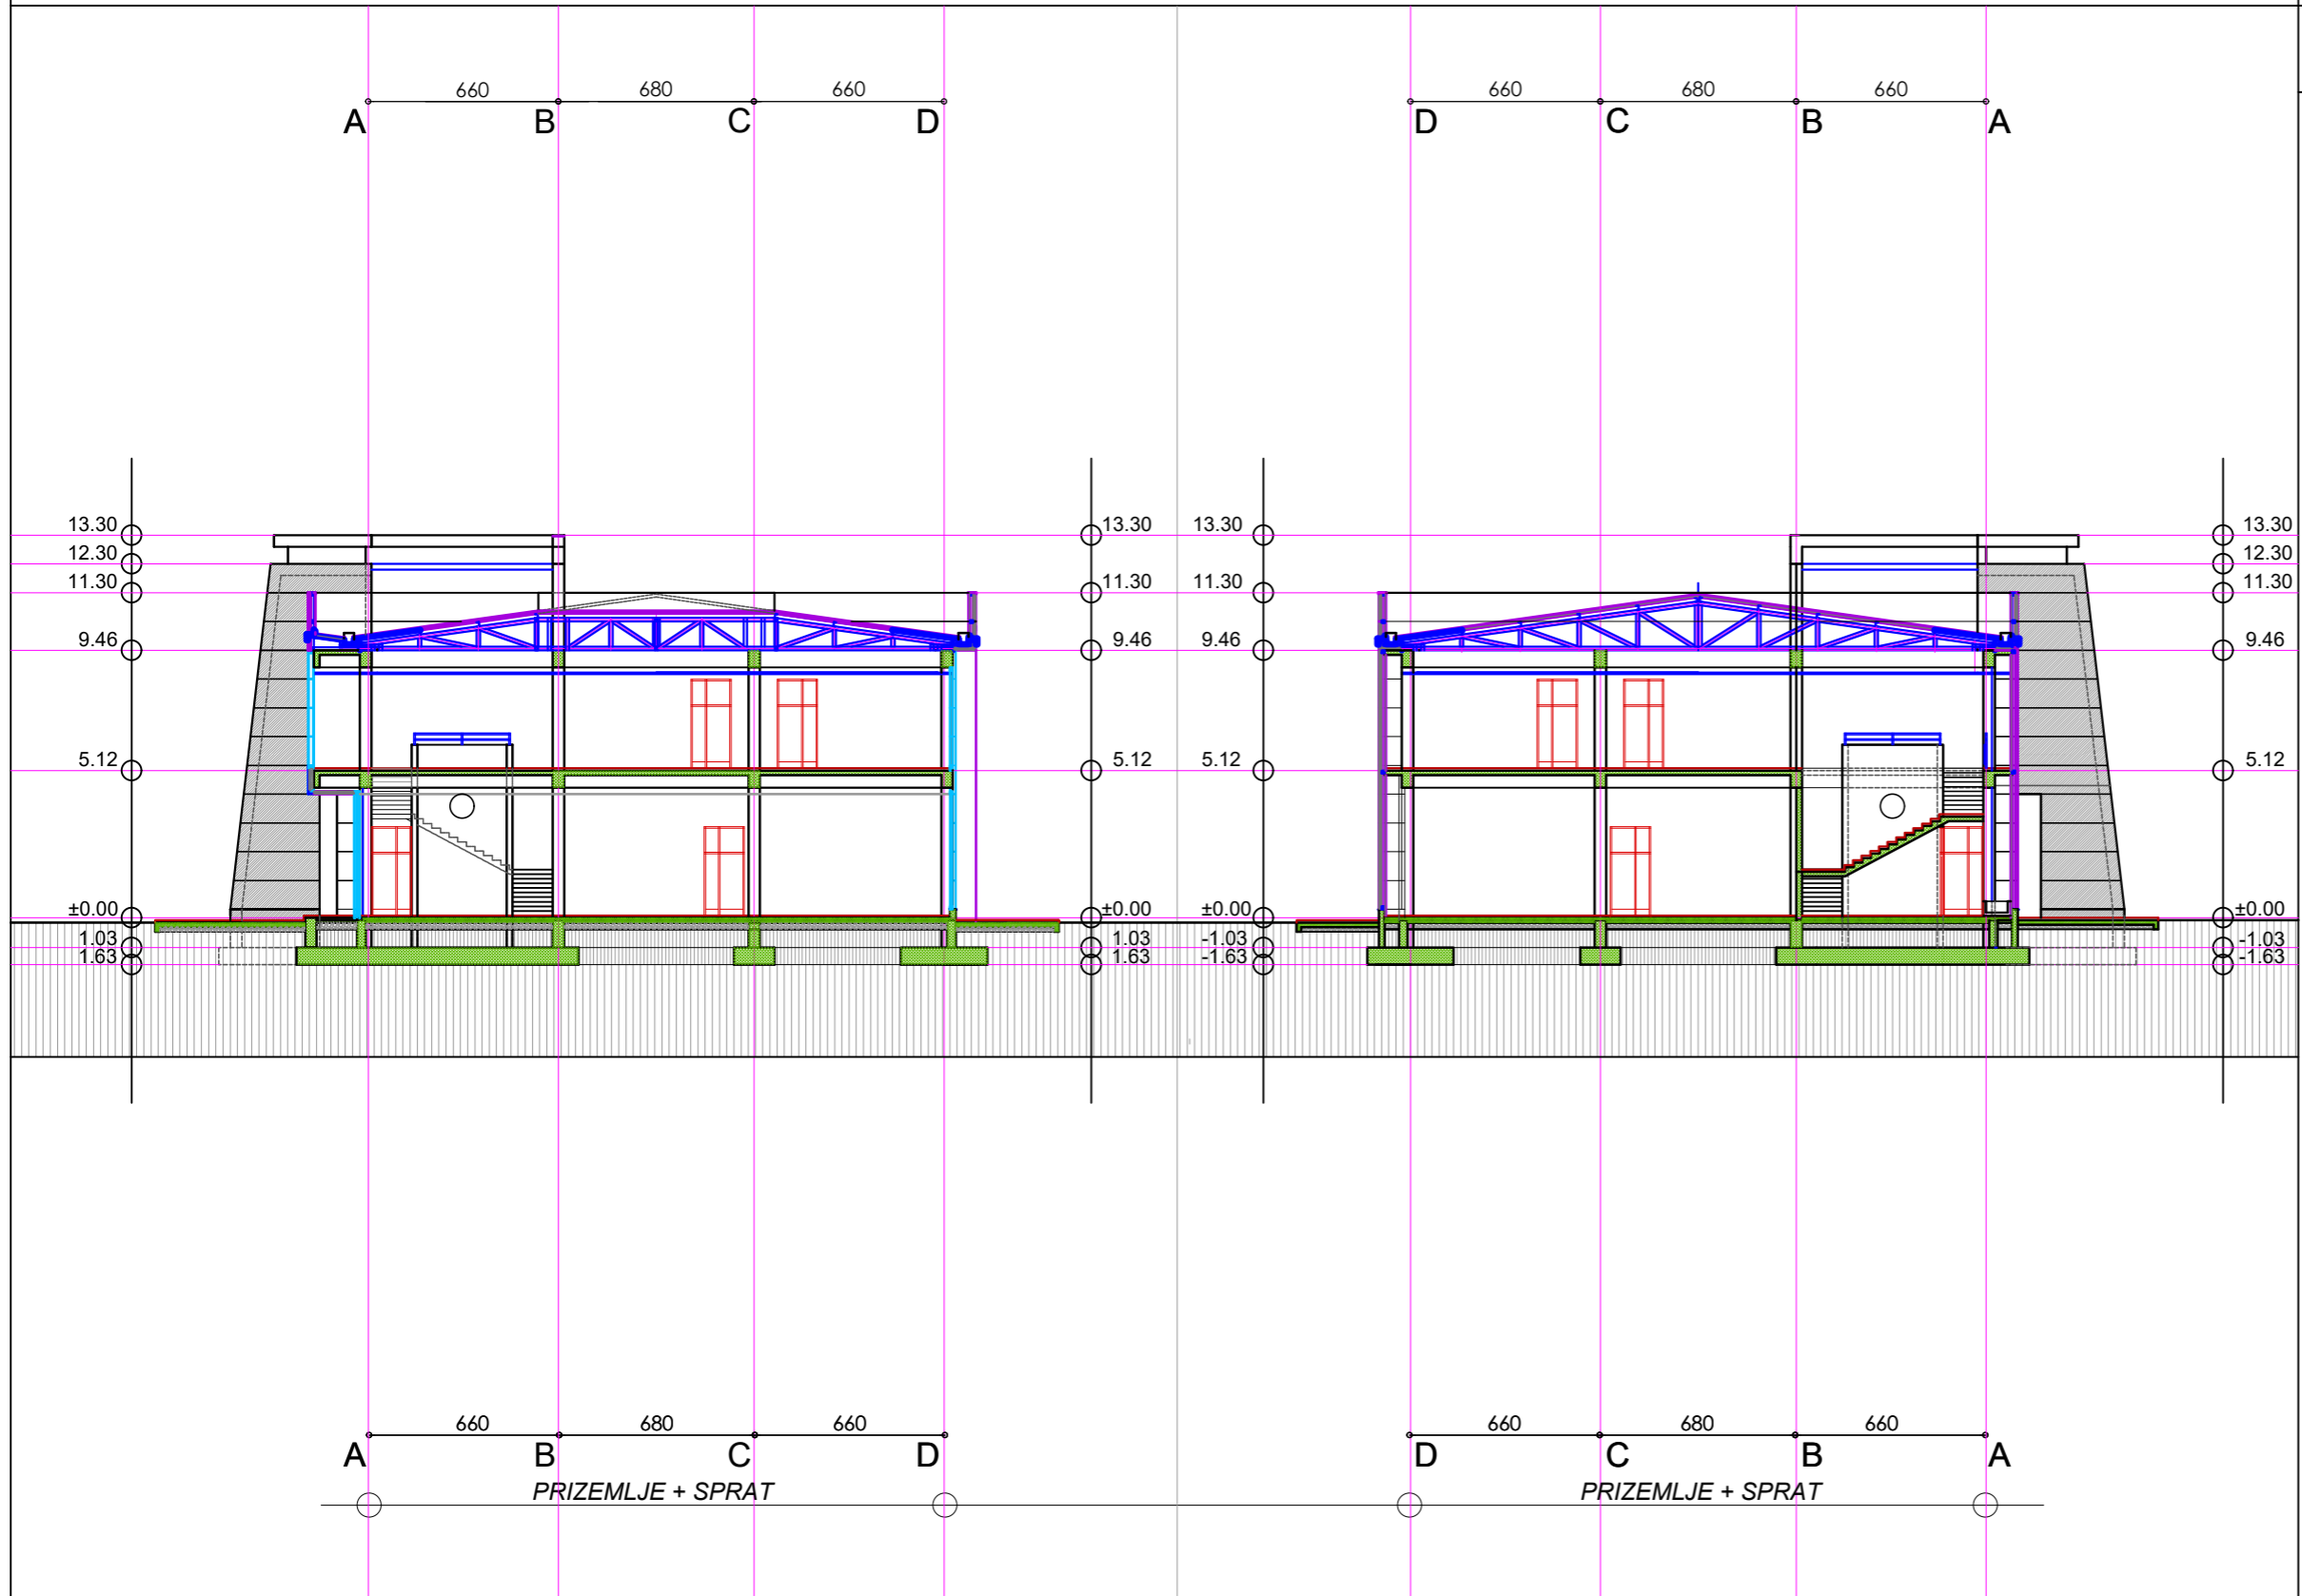 660 680 660 660 680 660
A B C D D C B A
13.30 13.30 13.30 13.30
12.30 12.30
11.30 11.30 11.30 11.30
9.46 9.46 9.46 9.46
5.12 5.12 5.12 5.12
±0.00 ±0.00 ±0.00 ±0.00
1.03 1.03 -1.03 -1.03
1.63 1.63 -1.63 -1.63
660 680 660 660 680 660
A B C D D C B A
PRIZEMLJE + SPRAT PRIZEMLJE + SPRAT